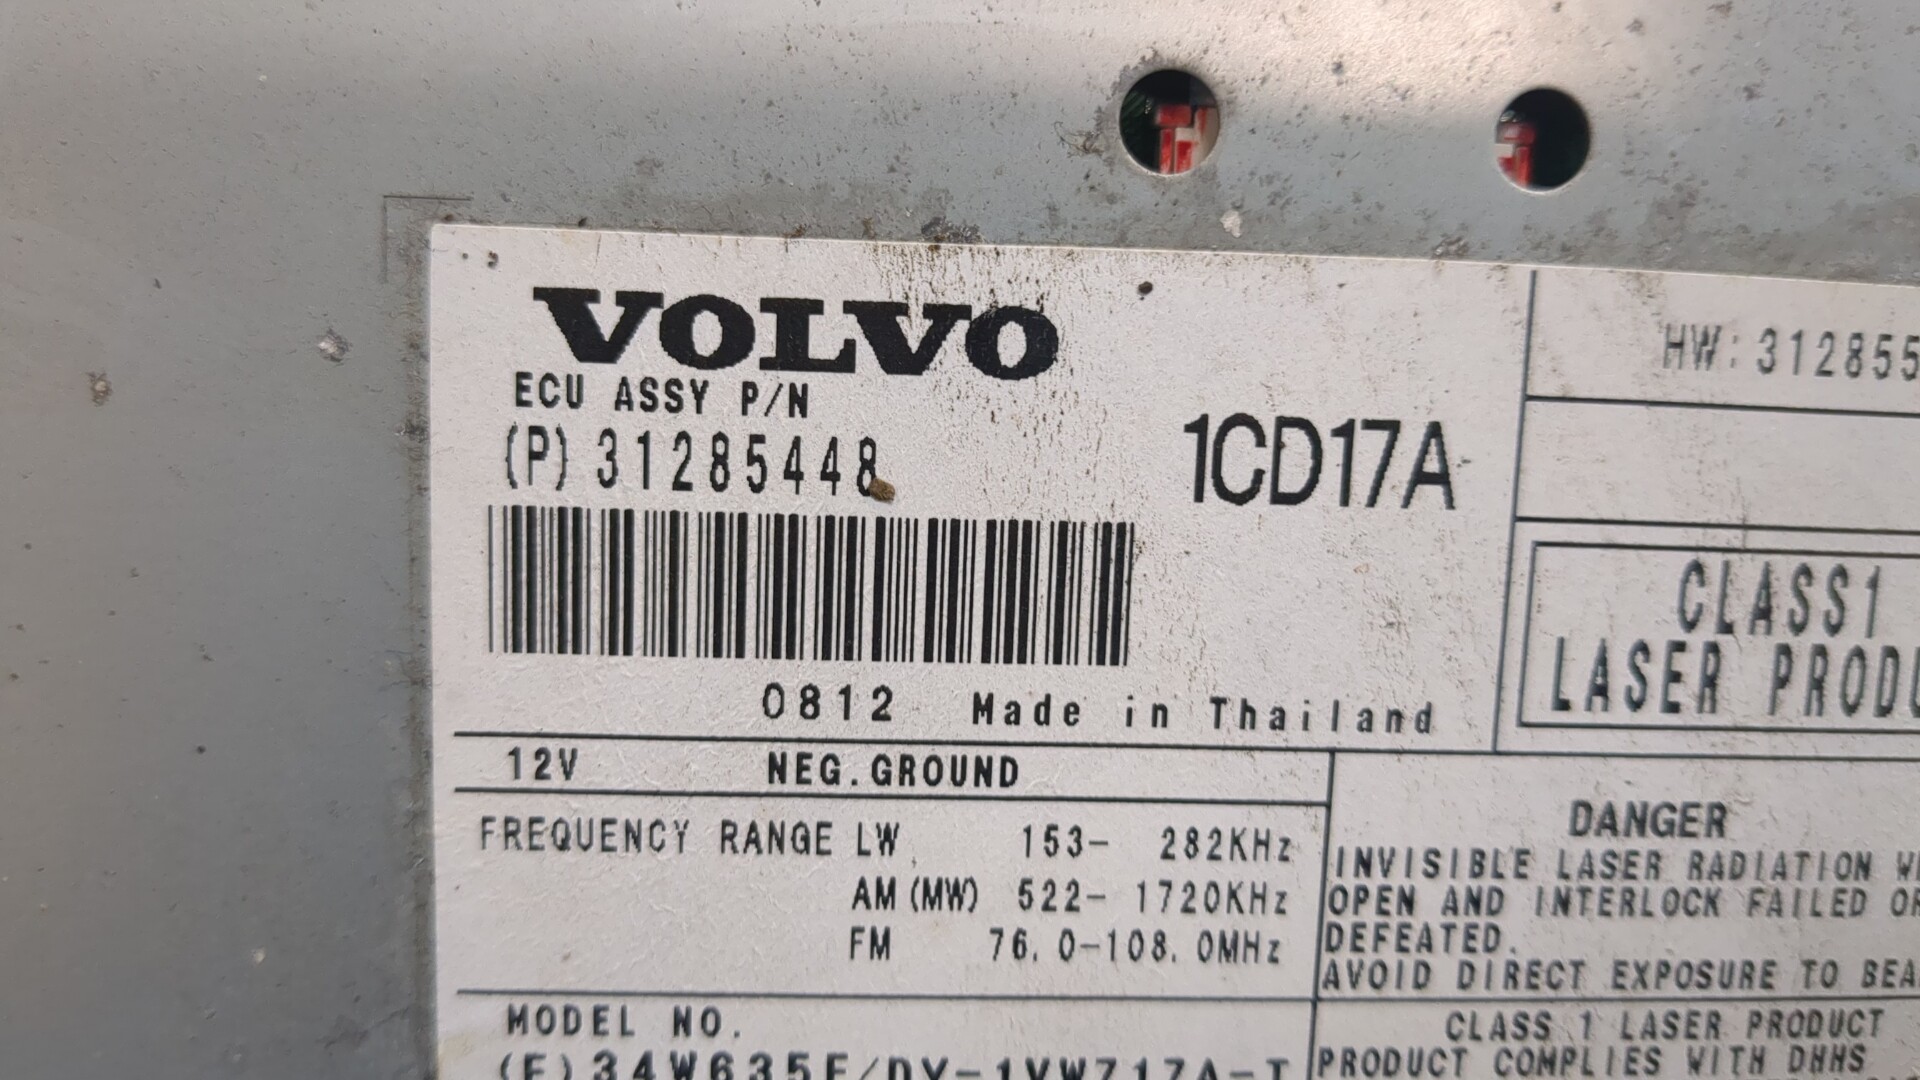 VOLVO
ECU ASSY P/N
(P) 31285448
1CD17A
0812 Made in Thailand
HW: 312855
CLASS1
LASER PRODU
12V NEG. GROUND
FREQUENCY RANGE LW 153- 282KHz
AM (MW) 522- 1720KHz
FM 76. 0-108. 0MHz
DANGER
INVISIBLE LASER RADIATION
OPEN AND INTERLOCK FAILED OR
DEFEATED.
AVOID DIRECT EXPOSURE TO BEA
MODEL NO.
CLASS 1 LASER PRODUCT
PRODUCT COMPLIES WITH DHHS